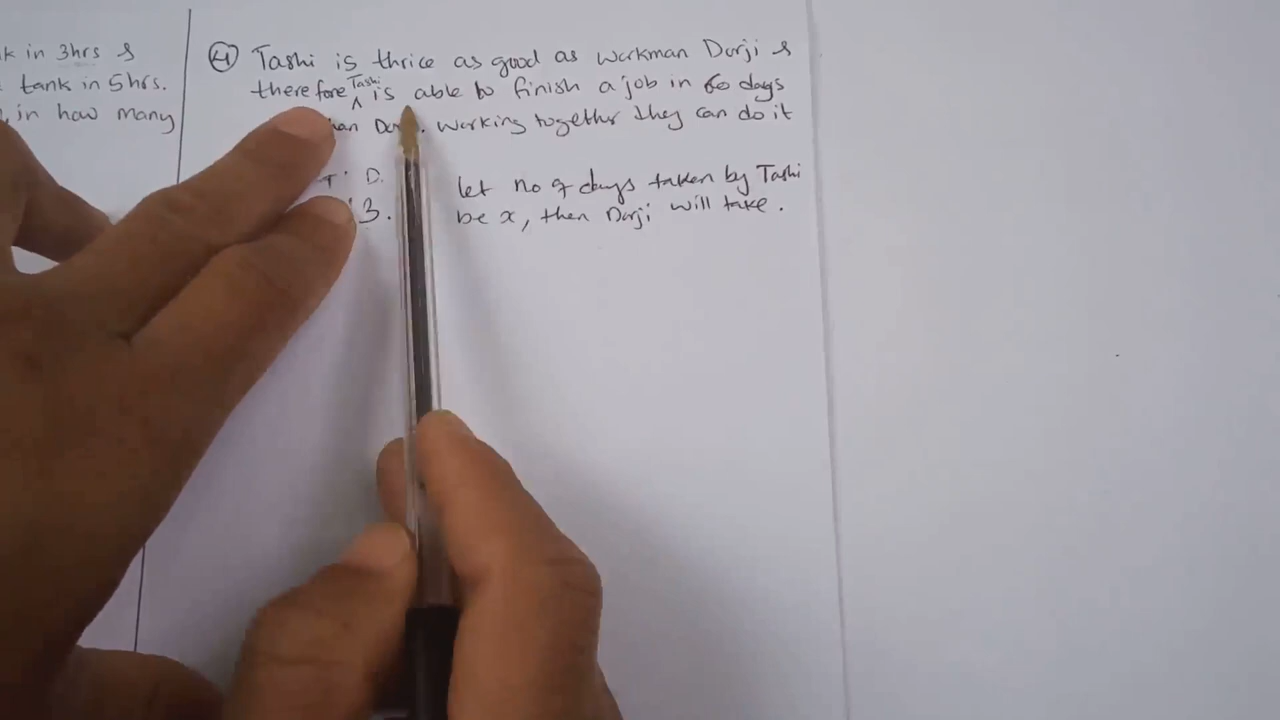 k in 3hrs &
tank in 5hrs.
, in how many
④ Tashi is thrice as good as workman Dorji &
therefore Tashi is able to finish a job in 60 days
working together they can do it
T. D.
:3.
let no of days taken by Tashi
be x, then Dorji will take.